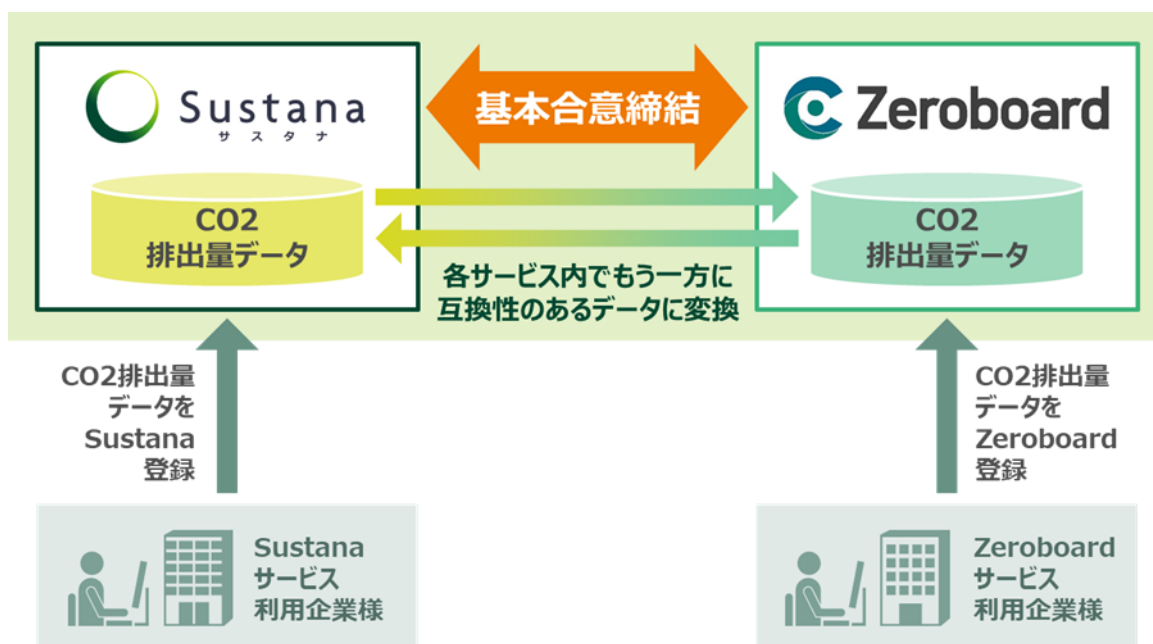 Sustana
サスタナ
基本合意締結
Zeroboard
CO2
排出量データ
CO2
排出量データ
各サービス内でもう一方に
互換性のあるデータに変換
CO2排出量
データを
Sustana
登録
CO2排出量
データを
Zeroboard
登録
Sustana
サービス
利用企業様
Zeroboard
サービス
利用企業様